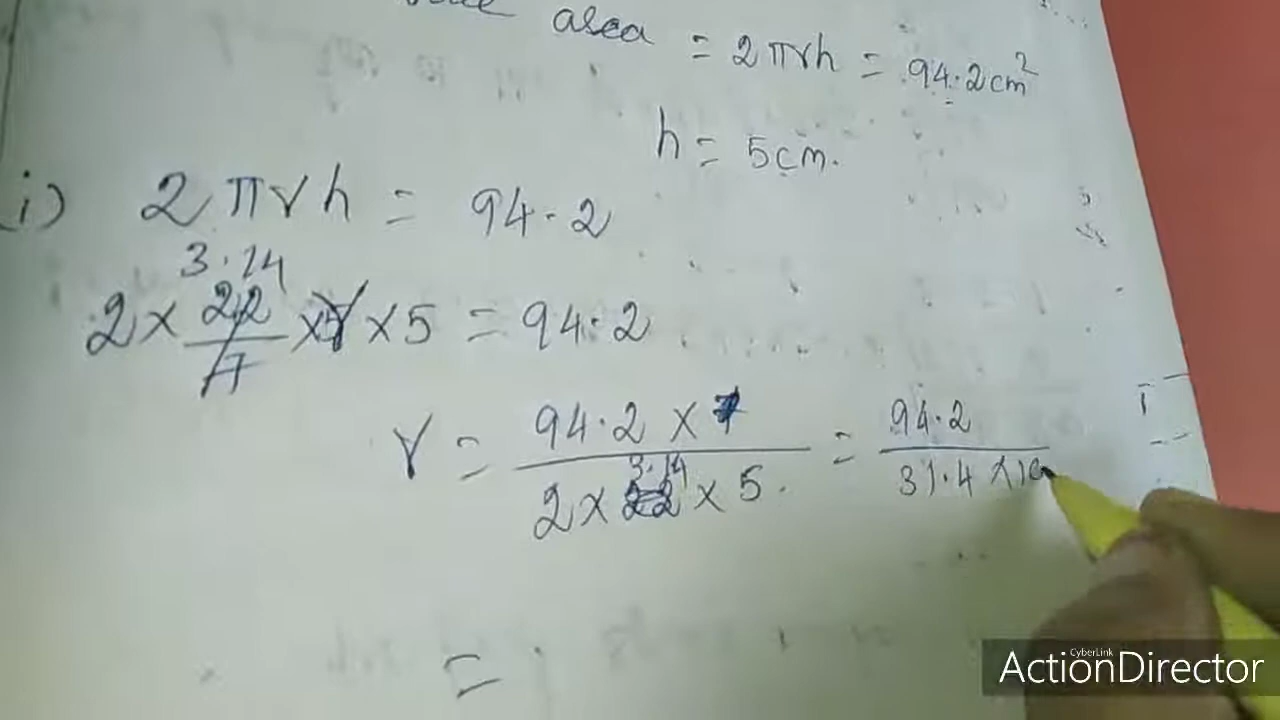 area = 2πrh = 94.2cm²
h = 5cm.
i) 2πrh = 94.2
3.14
2 × 22/7 × r × 5 = 94.2
r = 94.2 × 7 / 2 × 3.14 22 × 5 = 94.2 / 31.4 × 10
=
CyberLink
ActionDirector